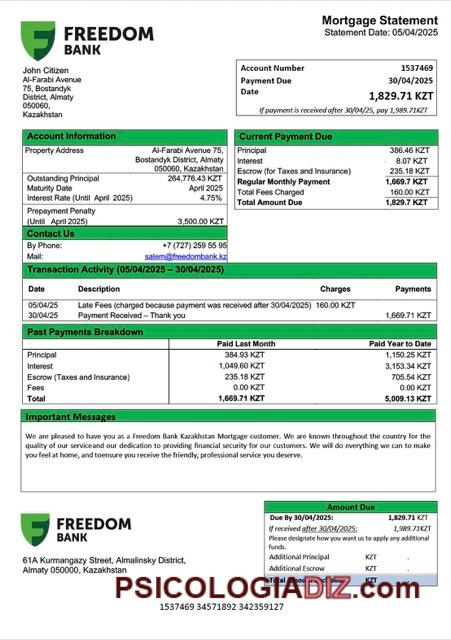 FREEDOM
BANK
Mortgage Statement
Statement Date: 05/04/2025
John Citizen
Al-Farabi Avenue
75, Bostandyk
District, Almaty
050060,
Kazakhstan
Account Number 1537469
Payment Due 30/04/2025
Date 1,829.71 KZT
If payment is received after 30/04/25, pay 1,989.71KZT
Account Information
Property Address Al-Farabi Avenue 75,
Bostandyk District, Almaty
050060, Kazakhstan
Outstanding Principal 264,776.43 KZT
Maturity Date April 2025
Interest Rate (Until April 2025) 4.75%
Prepayment Penalty
(Until April 2025) 3,500.00 KZT
Contact Us
By Phone: +7 (727) 259 55 95
Mail: salem@freedombank.kz
Current Payment Due
Principal 386.46 KZT
Interest 8.07 KZT
Escrow (for Taxes and Insurance) 235.18 KZT
Regular Monthly Payment 1,669.7 KZT
Total Fees Charged 160.00 KZT
Total Amount Due 1,829.7 KZT
Transaction Activity (05/04/2025 – 30/04/2025)
Date Description Charges Payments
05/04/25 Late Fees (charged because payment was received after 30/04/2025) 160.00 KZT
30/04/25 Payment Received – Thank you 1,669.71 KZT
Past Payments Breakdown
Paid Last Month Paid Year to Date
Principal 384.93 KZT 1,150.25 KZT
Interest 1,049.60 KZT 3,153.34 KZT
Escrow (Taxes and Insurance) 235.18 KZT 705.54 KZT
Fees 0.00 KZT 0.00 KZT
Total 1,669.71 KZT 5,009.13 KZT
Important Messages
We are pleased to have you as a Freedom Bank Kazakhstan Mortgage customer. We are known throughout the country for the
quality of our serviceand our dedication to providing financial security for our customers. We will do everything we can to make
you feel at home, and toensure you receive the friendly, professional service you deserve.
FREEDOM
BANK
61A Kurmangazy Street, Almalinsky District,
Almaty 050000, Kazakhstan
Amount Due
Due By 30/04/2025: 1,829.71 KZT
If received after 30/04/2025: 1,989.71KZT
Please designate how you want us to apply any additional
funds.
Additional Principal KZT .
Additional Escrow KZT .
Total Amount KZT .
PSICOLOGIADIZ.com
1537469 34571892 342359127